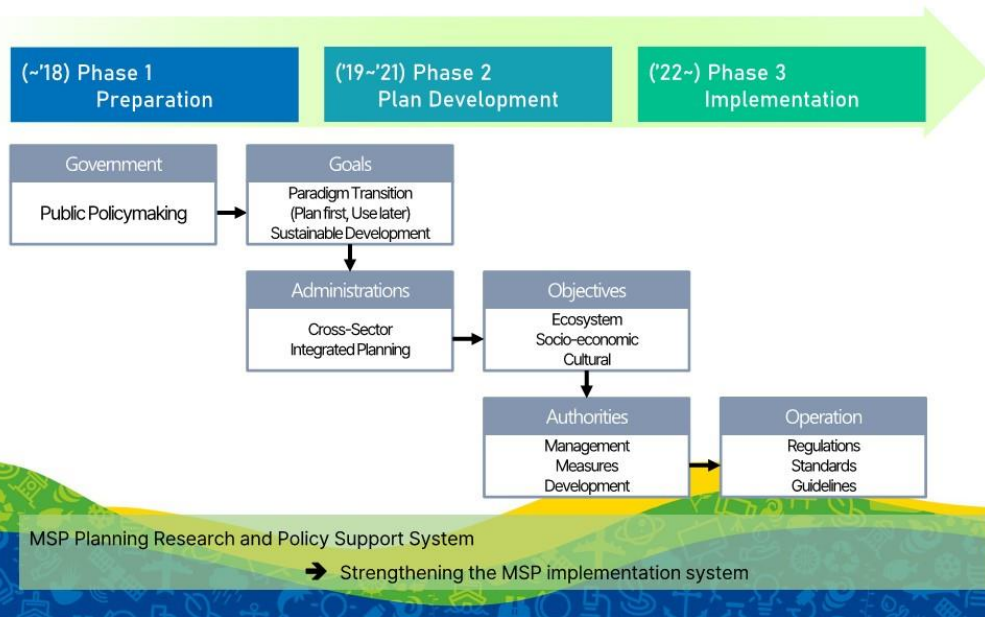 (~'18) Phase 1
Preparation
('19~'21) Phase 2
Plan Development
('22~) Phase 3
Implementation
Government
Public Policymaking
Goals
Paradigm Transition
(Plan first, Use later)
Sustainable Development
Administrations
Cross-Sector
Integrated Planning
Objectives
Ecosystem
Socio-economic
Cultural
Authorities
Management
Measures
Development
Operation
Regulations
Standards
Guidelines
MSP Planning Research and Policy Support System
➔ Strengthening the MSP implementation system